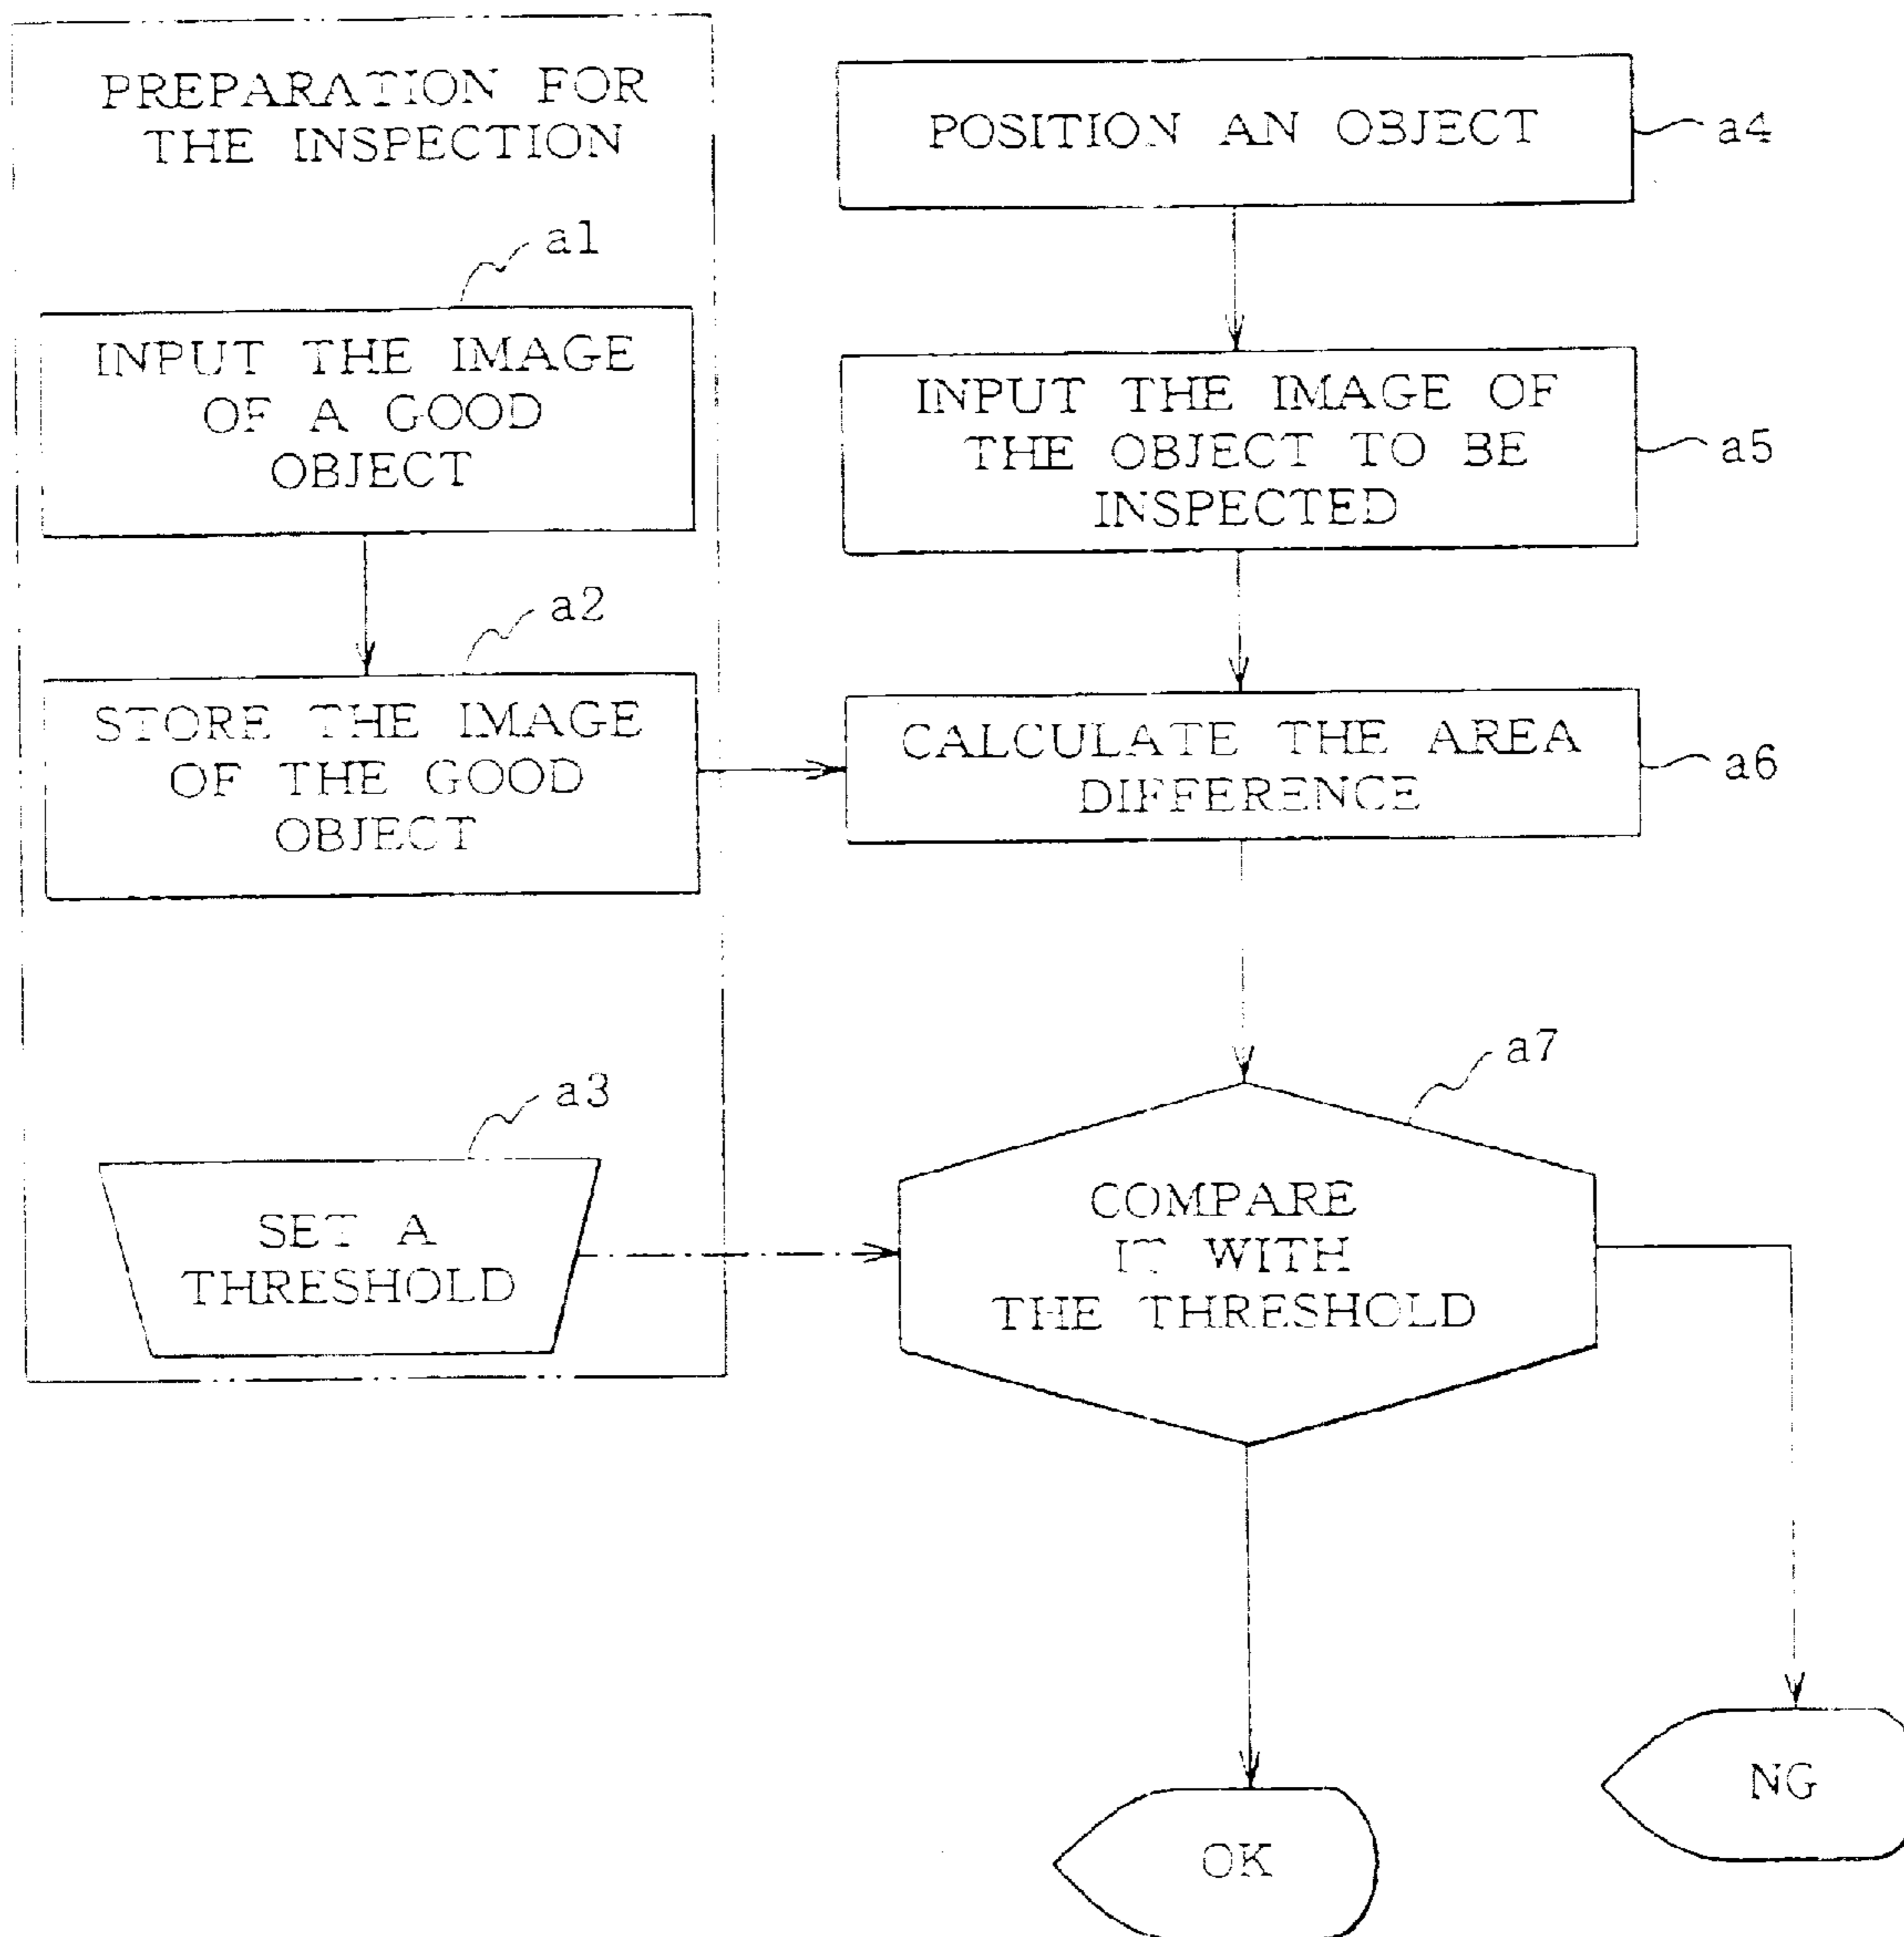 PREPARATION FOR
THE INSPECTION
a1
INPUT THE IMAGE
OF A GOOD
OBJECT
a2
STORE THE IMAGE
OF THE GOOD
OBJECT
a3
SET A
THRESHOLD
POSITION AN OBJECT
a4
INPUT THE IMAGE OF
THE OBJECT TO BE
INSPECTED
a5
CALCULATE THE AREA
DIFFERENCE
a6
a7
COMPARE
IT WITH
THE THRESHOLD
NG
OK